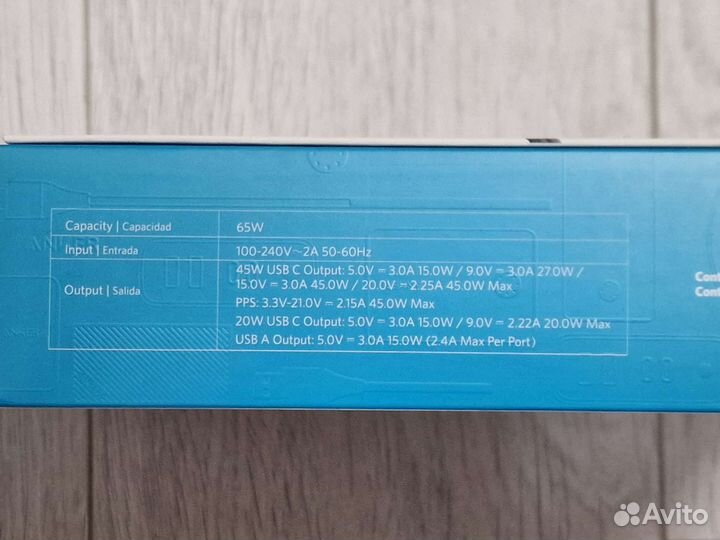 Capacity | Capacidad 65W
Input | Entrada 100-240V~2A 50-60Hz
Output | Salida
45W USB C Output: 5.0V ⎓ 3.0A 15.0W / 9.0V ⎓ 3.0A 27.0W /
15.0V ⎓ 3.0A 45.0W / 20.0V ⎓ 2.25A 45.0W Max
PPS: 3.3V-21.0V ⎓ 2.15A 45.0W Max
20W USB C Output: 5.0V ⎓ 3.0A 15.0W / 9.0V ⎓ 2.22A 20.0W Max
USB A Output: 5.0V ⎓ 3.0A 15.0W (2.4A Max Per Port)
ANKER
Cont
Cont
Avito